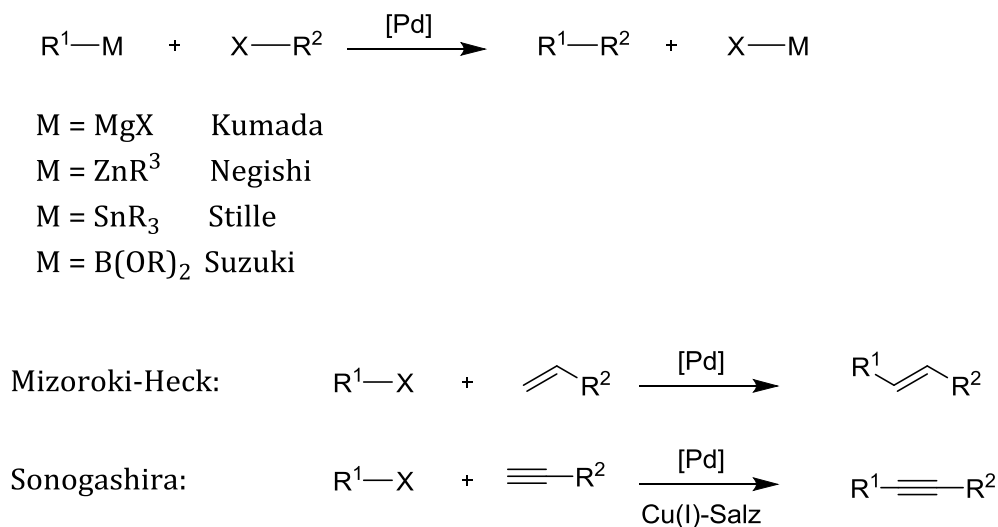 [Pd]
R¹—M + X—R² R¹—R² + X—M
M = MgX Kumada
M = ZnR³ Negishi
M = SnR₃ Stille
M = B(OR)₂ Suzuki
[Pd]
Mizoroki-Heck: R¹—X + R² R¹ R²
[Pd]
Sonogashira: R¹—X + R² R¹ R²
Cu(I)-Salz